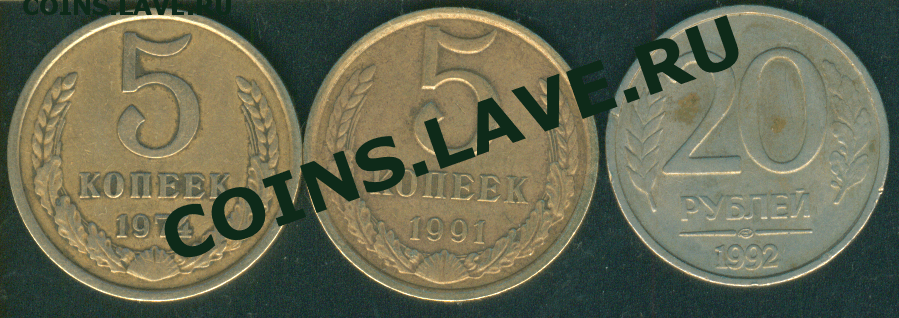 COINS.LAVE.RU
5
КОПЕЕК
1974
5
КОПЕЕК
1991
20
РУБЛЕЙ
1992
COINS.LAVE.RU